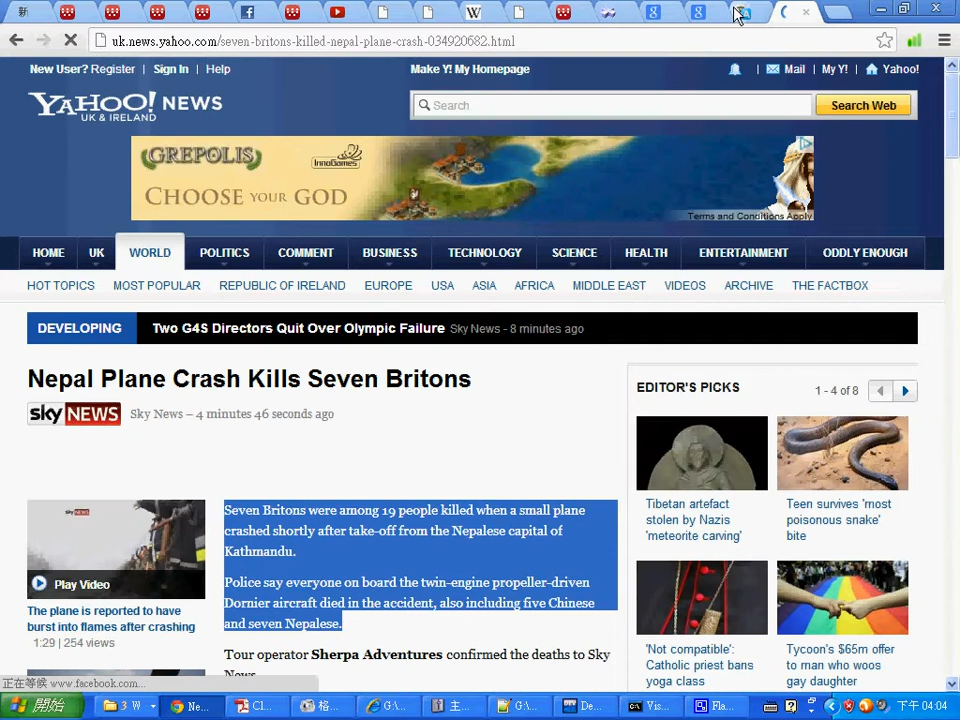 新
uk.news.yahoo.com/seven-britons-killed-nepal-plane-crash-034920682.html
New User? Register | Sign In | Help
Make Y! My Homepage
Mail | My Y! | Yahoo!
YAHOO! NEWS
UK & IRELAND
Search
Search Web
GREPOLIS
InnoGames
CHOOSE YOUR GOD
Terms and Conditions Apply
HOME UK WORLD POLITICS COMMENT BUSINESS TECHNOLOGY SCIENCE HEALTH ENTERTAINMENT ODDLY ENOUGH
HOT TOPICS MOST POPULAR REPUBLIC OF IRELAND EUROPE USA ASIA AFRICA MIDDLE EAST VIDEOS ARCHIVE THE FACTBOX
DEVELOPING Two G4S Directors Quit Over Olympic Failure Sky News - 8 minutes ago
Nepal Plane Crash Kills Seven Britons
sky NEWS Sky News – 4 minutes 46 seconds ago
sky NEWS
Play Video
The plane is reported to have
burst into flames after crashing
1:29 | 254 views
Seven Britons were among 19 people killed when a small plane
crashed shortly after take-off from the Nepalese capital of
Kathmandu.
Police say everyone on board the twin-engine propeller-driven
Dornier aircraft died in the accident, also including five Chinese
and seven Nepalese.
Tour operator Sherpa Adventures confirmed the deaths to Sky
News.
EDITOR'S PICKS
1 - 4 of 8
Tibetan artefact
stolen by Nazis
'meteorite carving'
Teen survives 'most
poisonous snake'
bite
'Not compatible':
Catholic priest bans
yoga class
Tycoon's $65m offer
to man who woos
gay daughter
正在等候 www.facebook.com...
開始
3 W
Ne...
Cl...
格...
G:\...
主...
G:\...
De...
Vis...
Fla...
下午 04:04